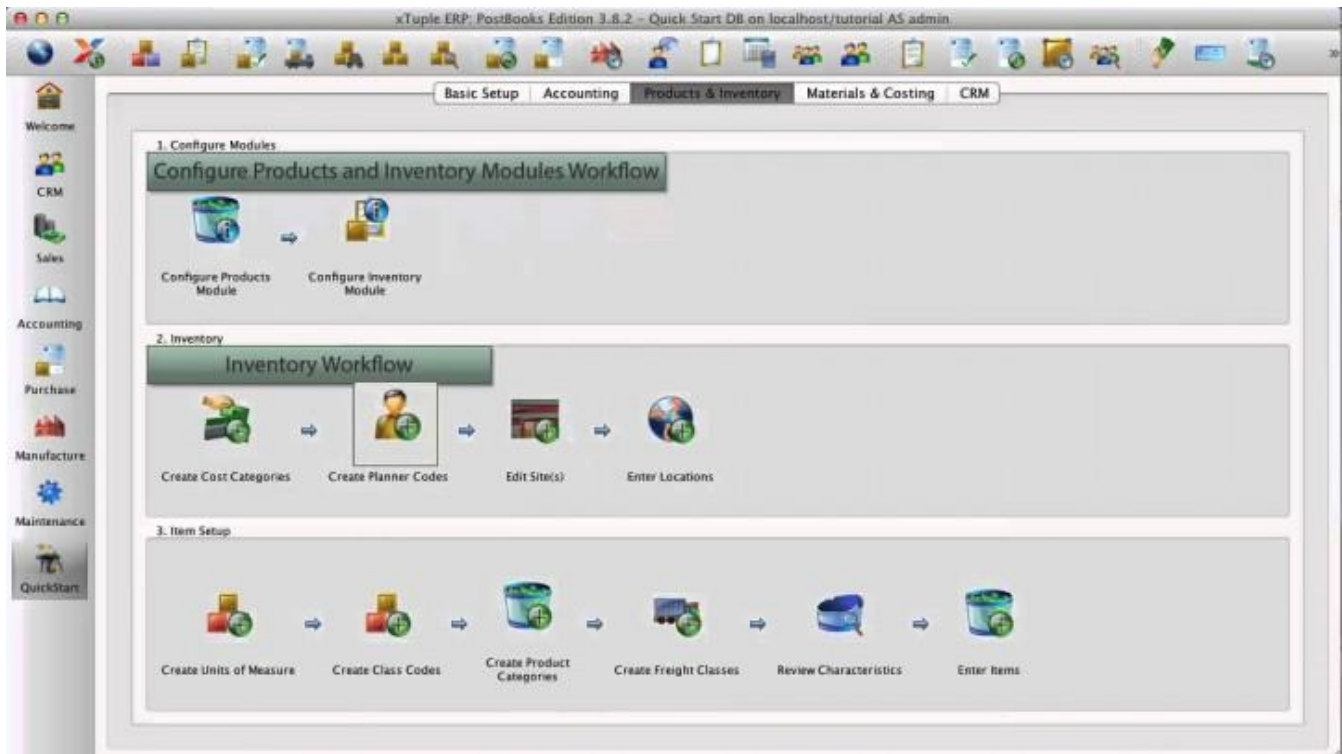 xTuple ERP: PostBooks Edition 3.8.2 - Quick Start DB on localhost/tutorial AS admin
Welcome
CRM
Sales
Accounting
Purchase
Manufacture
Maintenance
QuickStart
Basic Setup Accounting Products & Inventory Materials & Costing CRM
1. Configure Modules
Configure Products and Inventory Modules Workflow
Configure Products
Module
Configure Inventory
Module
2. Inventory
Inventory Workflow
Create Cost Categories
Create Planner Codes
Edit Site(s)
Enter Locations
3. Item Setup
Create Units of Measure
Create Class Codes
Create Product
Categories
Create Freight Classes
Review Characteristics
Enter Items